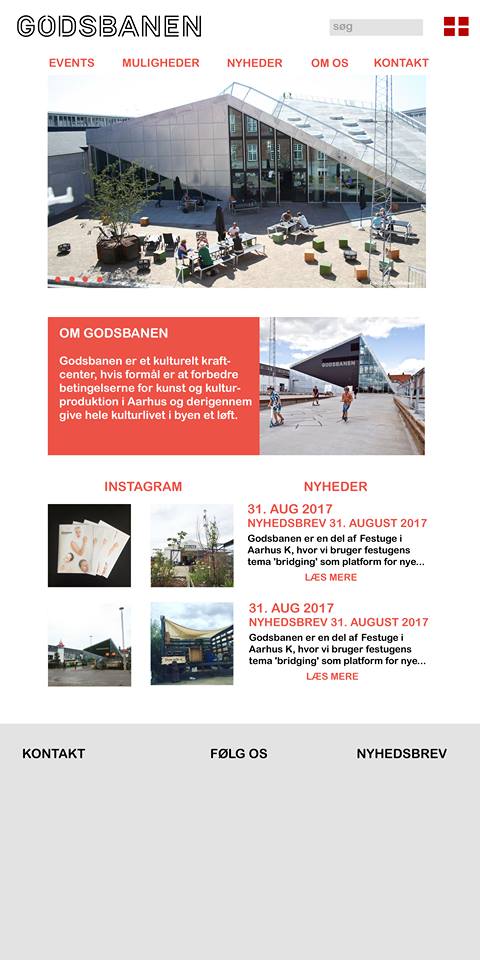 GODSBANEN
søg
EVENTS MULIGHEDER NYHEDER OM OS KONTAKT
OM GODSBANEN
Godsbanen er et kulturelt kraft-
center, hvis formål er at forbedre
betingelserne for kunst og kultur-
produktion i Aarhus og derigennem
give hele kulturlivet i byen et løft.
GODSBANEN
INSTAGRAM
NYHEDER
31. AUG 2017
NYHEDSBREV 31. AUGUST 2017
Godsbanen er en del af Festuge i
Aarhus K, hvor vi bruger festugens
tema 'bridging' som platform for nye...
LÆS MERE
31. AUG 2017
NYHEDSBREV 31. AUGUST 2017
Godsbanen er en del af Festuge i
Aarhus K, hvor vi bruger festugens
tema 'bridging' som platform for nye...
LÆS MERE
KONTAKT FØLG OS NYHEDSBREV